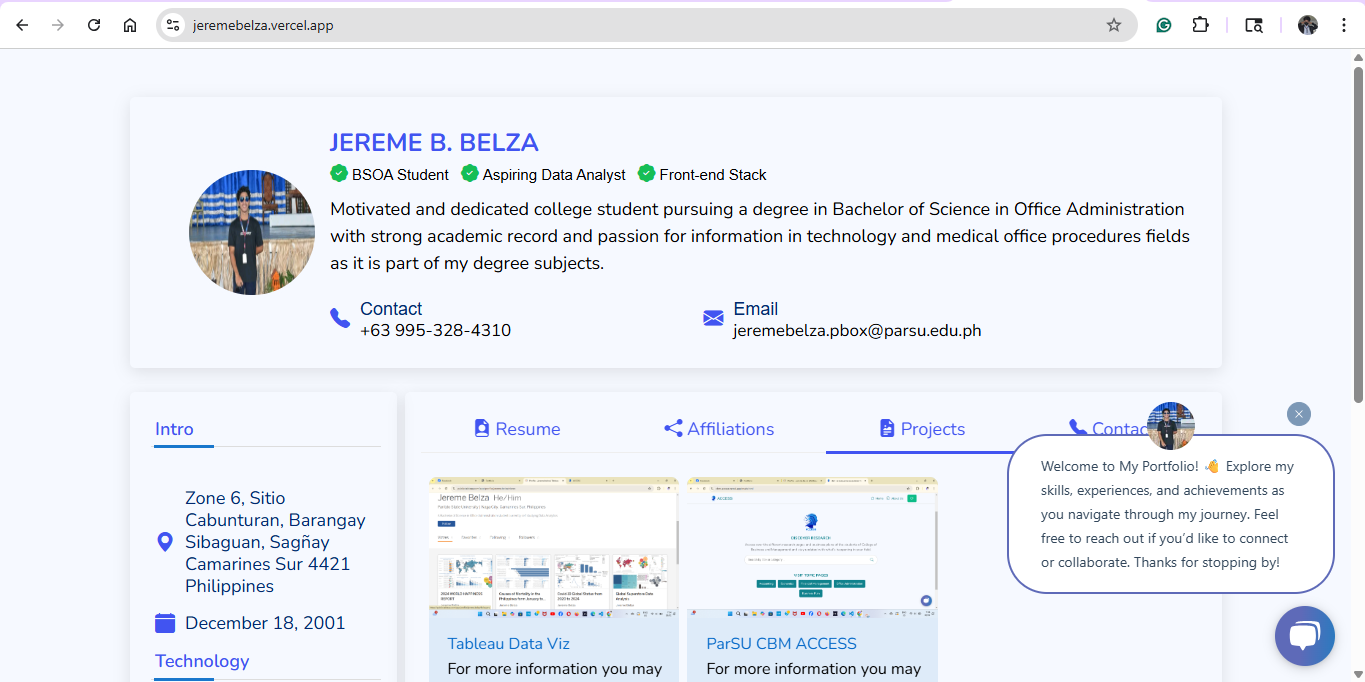 jeremebelza.vercel.app
JEREME B. BELZA
BSOA Student Aspiring Data Analyst Front-end Stack
Motivated and dedicated college student pursuing a degree in Bachelor of Science in Office Administration
with strong academic record and passion for information in technology and medical office procedures fields
as it is part of my degree subjects.
Contact
+63 995-328-4310
Email
jeremebelza.pbox@parsu.edu.ph
Intro
Zone 6, Sitio
Cabunturan, Barangay
Sibaguan, Sagñay
Camarines Sur 4421
Philippines
December 18, 2001
Technology
Resume Affiliations Projects Contac
Jereme Belza He/Him
ACCESS
DISCOVER RESEARCH
VISIT TOPIC PAGES
Tableau Data Viz
For more information you may
ParSU CBM ACCESS
For more information you may
Welcome to My Portfolio! 👋 Explore my
skills, experiences, and achievements as
you navigate through my journey. Feel
free to reach out if you'd like to connect
or collaborate. Thanks for stopping by!